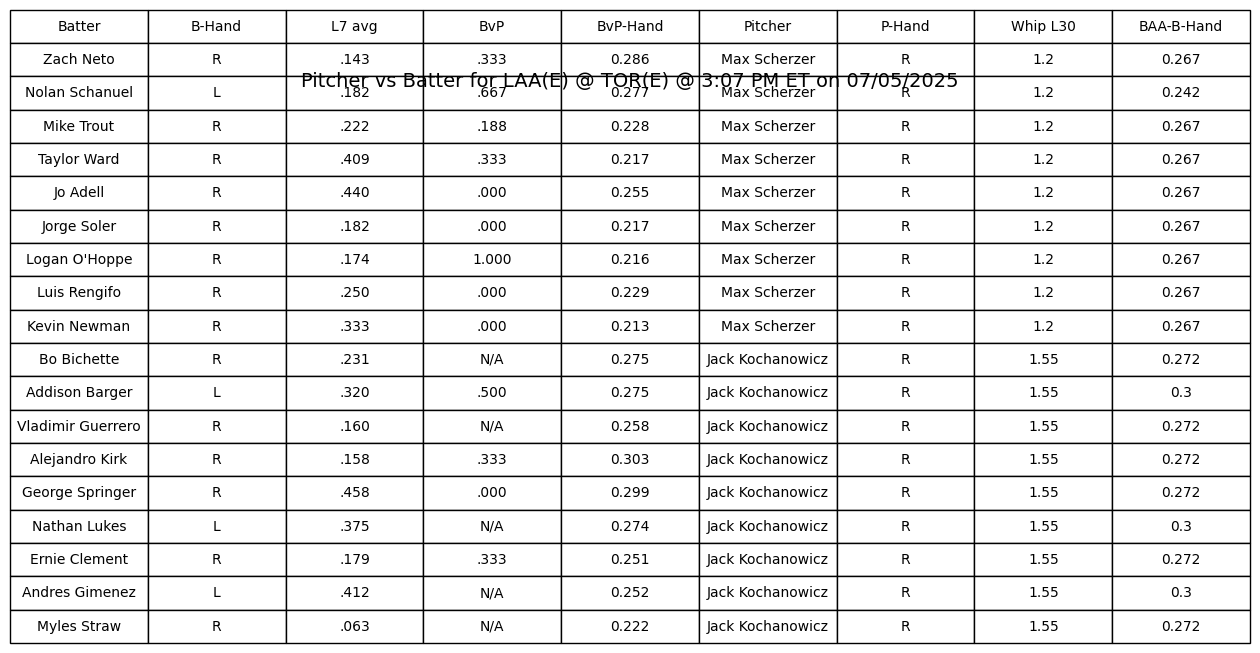 Batter B-Hand L7 avg BvP BvP-Hand Pitcher P-Hand Whip L30 BAA-B-Hand
Zach Neto R .143 .333 0.286 Max Scherzer R 1.2 0.267
Pitcher vs Batter for LAA(E) @ TOR(E) @ 3:07 PM ET on 07/05/2025
Nolan Schanuel L .182 .667 0.277 Max Scherzer R 1.2 0.242
Mike Trout R .222 .188 0.228 Max Scherzer R 1.2 0.267
Taylor Ward R .409 .333 0.217 Max Scherzer R 1.2 0.267
Jo Adell R .440 .000 0.255 Max Scherzer R 1.2 0.267
Jorge Soler R .182 .000 0.217 Max Scherzer R 1.2 0.267
Logan O'Hoppe R .174 1.000 0.216 Max Scherzer R 1.2 0.267
Luis Rengifo R .250 .000 0.229 Max Scherzer R 1.2 0.267
Kevin Newman R .333 .000 0.213 Max Scherzer R 1.2 0.267
Bo Bichette R .231 N/A 0.275 Jack Kochanowicz R 1.55 0.272
Addison Barger L .320 .500 0.275 Jack Kochanowicz R 1.55 0.3
Vladimir Guerrero R .160 N/A 0.258 Jack Kochanowicz R 1.55 0.272
Alejandro Kirk R .158 .333 0.303 Jack Kochanowicz R 1.55 0.272
George Springer R .458 .000 0.299 Jack Kochanowicz R 1.55 0.272
Nathan Lukes L .375 N/A 0.274 Jack Kochanowicz R 1.55 0.3
Ernie Clement R .179 .333 0.251 Jack Kochanowicz R 1.55 0.272
Andres Gimenez L .412 N/A 0.252 Jack Kochanowicz R 1.55 0.3
Myles Straw R .063 N/A 0.222 Jack Kochanowicz R 1.55 0.272